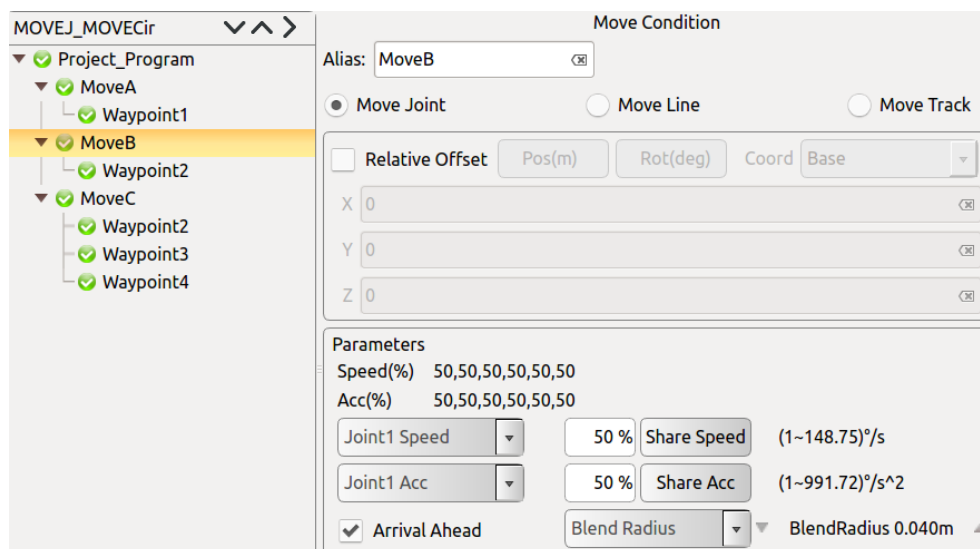 MOVEJ_MOVECir
Project_Program
MoveA
Waypoint1
MoveB
Waypoint2
MoveC
Waypoint2
Waypoint3
Waypoint4
Move Condition
Alias: MoveB
Move Joint Move Line Move Track
Relative Offset Pos(m) Rot(deg) Coord Base
X 0
Y 0
Z 0
Parameters
Speed(%) 50,50,50,50,50,50
Acc(%) 50,50,50,50,50,50
Joint1 Speed 50 % Share Speed (1~148.75)°/s
Joint1 Acc 50 % Share Acc (1~991.72)°/s^2
Arrival Ahead Blend Radius BlendRadius 0.040m